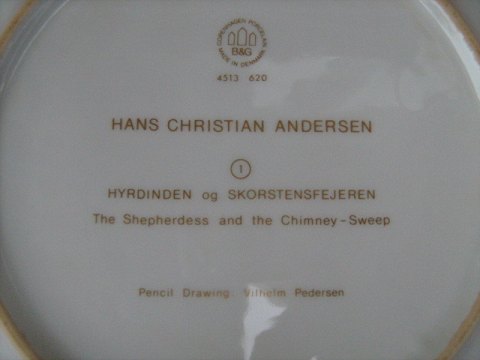 COPENHAGEN PORCELAIN
B&G
MADE IN DENMARK
4513 620
HANS CHRISTIAN ANDERSEN
1
HYRDINDEN og SKORSTENSFEJEREN
The Shepherdess and the Chimney-Sweep
Pencil Drawing: Vilhelm Pedersen